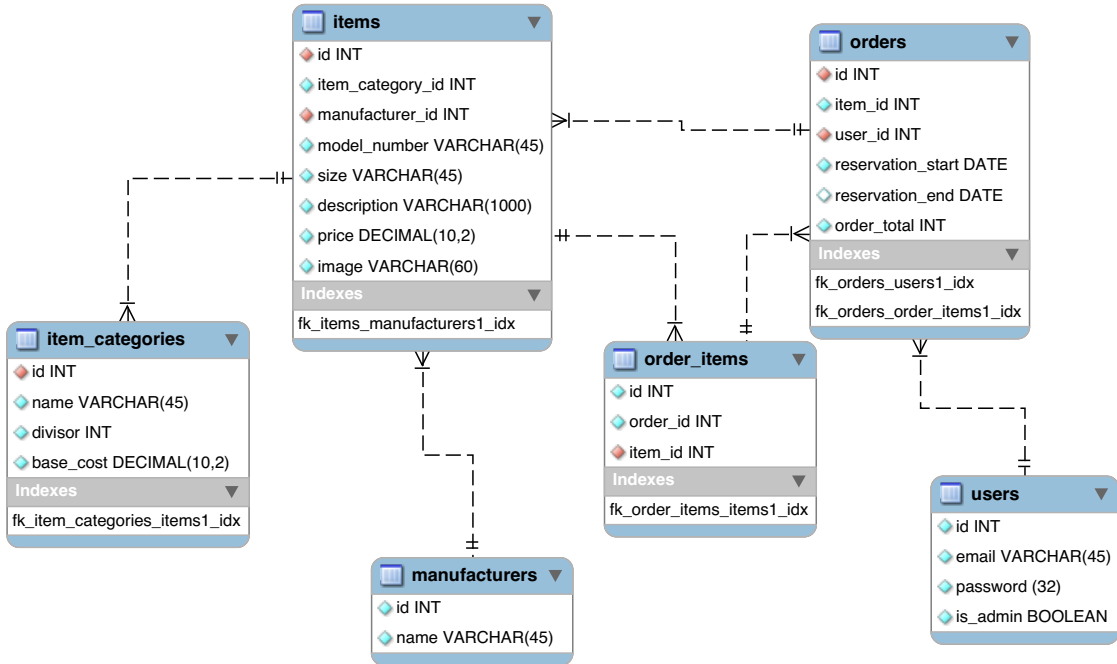 items
id INT
item_category_id INT
manufacturer_id INT
model_number VARCHAR(45)
size VARCHAR(45)
description VARCHAR(1000)
price DECIMAL(10,2)
image VARCHAR(60)
Indexes
fk_items_manufacturers1_idx
orders
id INT
item_id INT
user_id INT
reservation_start DATE
reservation_end DATE
order_total INT
Indexes
fk_orders_users1_idx
fk_orders_order_items1_idx
item_categories
id INT
name VARCHAR(45)
divisor INT
base_cost DECIMAL(10,2)
Indexes
fk_item_categories_items1_idx
order_items
id INT
order_id INT
item_id INT
Indexes
fk_order_items_items1_idx
manufacturers
id INT
name VARCHAR(45)
users
id INT
email VARCHAR(45)
password (32)
is_admin BOOLEAN